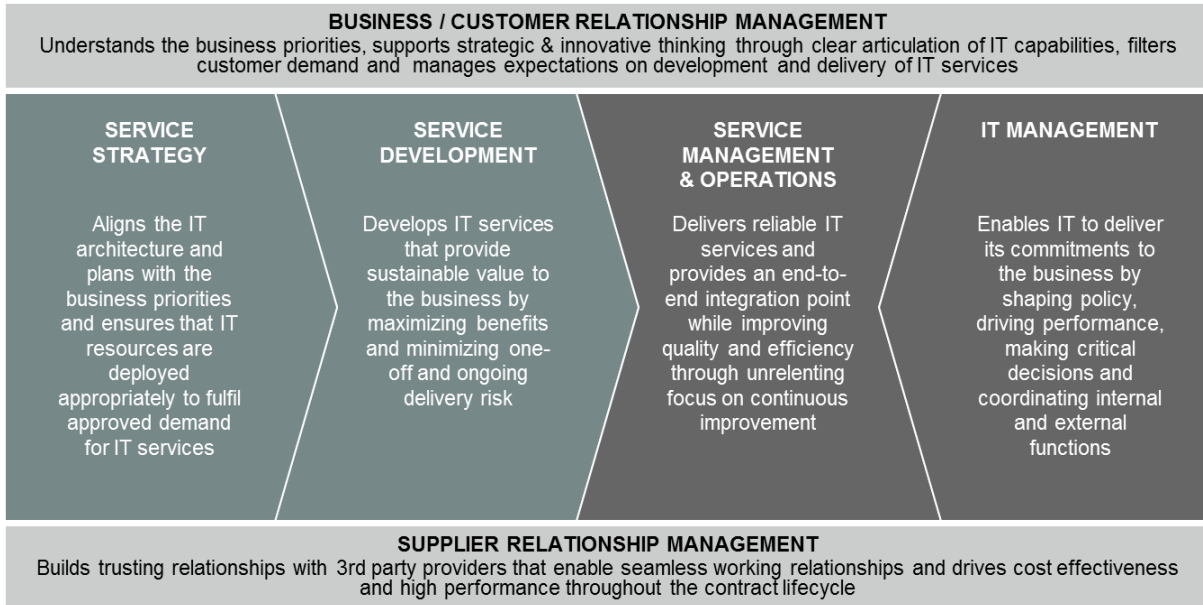 BUSINESS / CUSTOMER RELATIONSHIP MANAGEMENT
Understands the business priorities, supports strategic & innovative thinking through clear articulation of IT capabilities, filters
customer demand and manages expectations on development and delivery of IT services
SERVICE
STRATEGY
Aligns the IT
architecture and
plans with the
business priorities
and ensures that IT
resources are
deployed
appropriately to fulfil
approved demand
for IT services
SERVICE
DEVELOPMENT
Develops IT services
that provide
sustainable value to
the business by
maximizing benefits
and minimizing one-
off and ongoing
delivery risk
SERVICE
MANAGEMENT
& OPERATIONS
Delivers reliable IT
services and
provides an end-to-
end integration point
while improving
quality and efficiency
through unrelenting
focus on continuous
improvement
IT MANAGEMENT
Enables IT to deliver
its commitments to
the business by
shaping policy,
driving performance,
making critical
decisions and
coordinating internal
and external
functions
SUPPLIER RELATIONSHIP MANAGEMENT
Builds trusting relationships with 3rd party providers that enable seamless working relationships and drives cost effectiveness
and high performance throughout the contract lifecycle